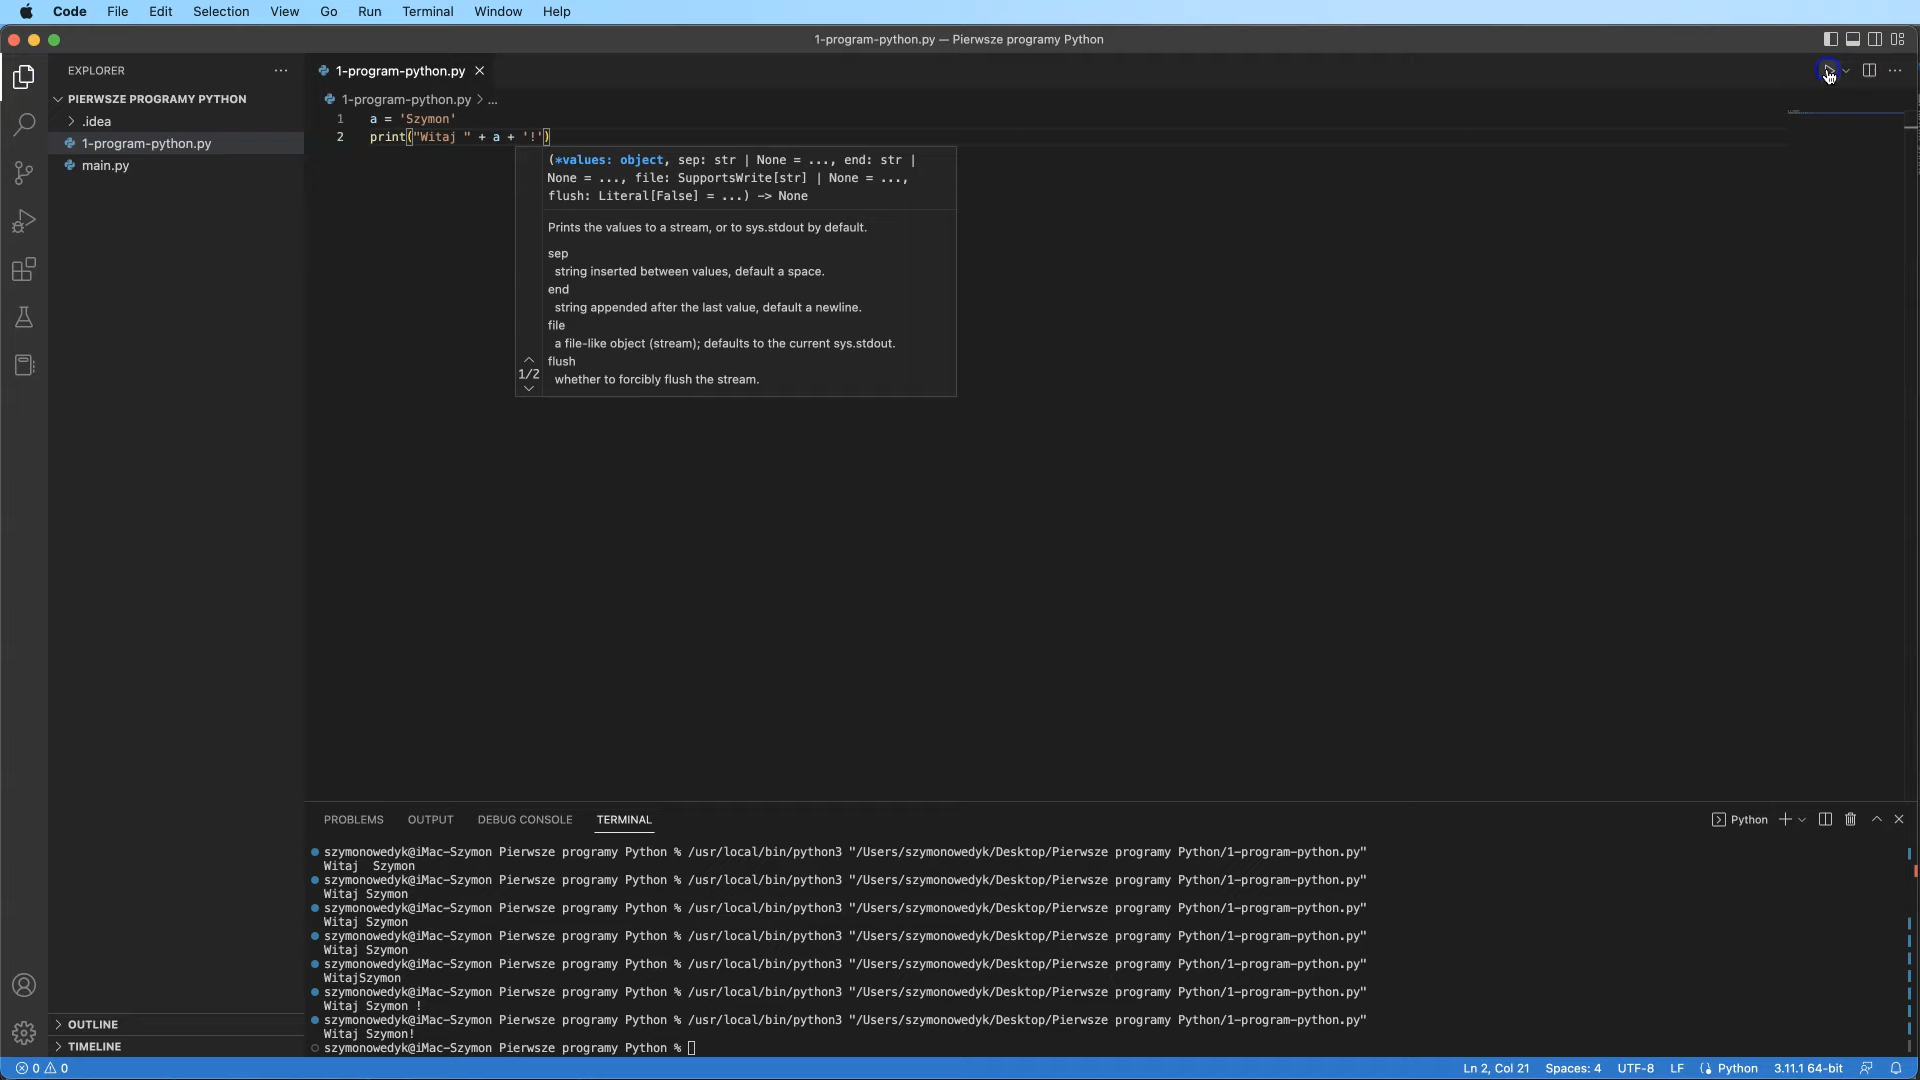 Code File Edit Selection View Go Run Terminal Window Help
1-program-python.py — Pierwsze programy Python
EXPLORER
PIERWSZE PROGRAMY PYTHON
.idea
1-program-python.py
main.py
OUTLINE
TIMELINE
1-program-python.py
1-program-python.py > ...
1 a = 'Szymon'
2 print("Witaj " + a + '!')
(*values: object, sep: str | None = ..., end: str |
None = ..., file: SupportsWrite[str] | None = ...,
flush: Literal[False] = ...) -> None
Prints the values to a stream, or to sys.stdout by default.
sep
string inserted between values, default a space.
end
string appended after the last value, default a newline.
file
a file-like object (stream); defaults to the current sys.stdout.
flush
1/2
whether to forcibly flush the stream.
PROBLEMS OUTPUT DEBUG CONSOLE TERMINAL
Python
szymonowedyk@iMac-Szymon Pierwsze programy Python % /usr/local/bin/python3 "/Users/szymonowedyk/Desktop/Pierwsze programy Python/1-program-python.py"
Witaj  Szymon
szymonowedyk@iMac-Szymon Pierwsze programy Python % /usr/local/bin/python3 "/Users/szymonowedyk/Desktop/Pierwsze programy Python/1-program-python.py"
Witaj Szymon
szymonowedyk@iMac-Szymon Pierwsze programy Python % /usr/local/bin/python3 "/Users/szymonowedyk/Desktop/Pierwsze programy Python/1-program-python.py"
Witaj Szymon
szymonowedyk@iMac-Szymon Pierwsze programy Python % /usr/local/bin/python3 "/Users/szymonowedyk/Desktop/Pierwsze programy Python/1-program-python.py"
Witaj Szymon
szymonowedyk@iMac-Szymon Pierwsze programy Python % /usr/local/bin/python3 "/Users/szymonowedyk/Desktop/Pierwsze programy Python/1-program-python.py"
WitajSzymon
szymonowedyk@iMac-Szymon Pierwsze programy Python % /usr/local/bin/python3 "/Users/szymonowedyk/Desktop/Pierwsze programy Python/1-program-python.py"
Witaj Szymon !
szymonowedyk@iMac-Szymon Pierwsze programy Python % /usr/local/bin/python3 "/Users/szymonowedyk/Desktop/Pierwsze programy Python/1-program-python.py"
Witaj Szymon!
szymonowedyk@iMac-Szymon Pierwsze programy Python %
0 0 Ln 2, Col 21 Spaces: 4 UTF-8 LF Python 3.11.1 64-bit